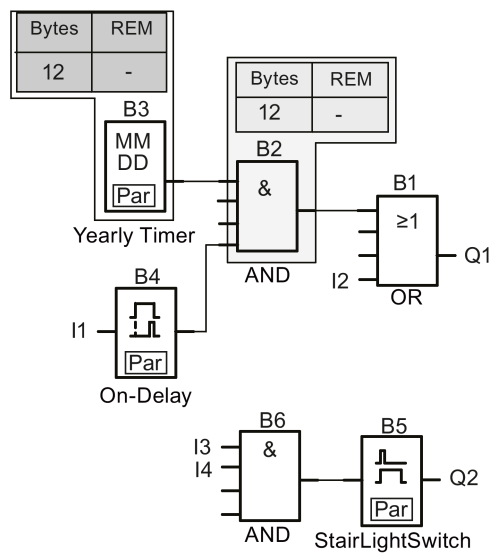 Bytes REM
12 -
B3
MM
DD
Par
Yearly Timer
Bytes REM
12 -
B2
&
AND
B1
≥1
Q1
I2
OR
B4
I1
Par
On-Delay
B6
I3
&
I4
AND
B5
Q2
Par
StairLightSwitch